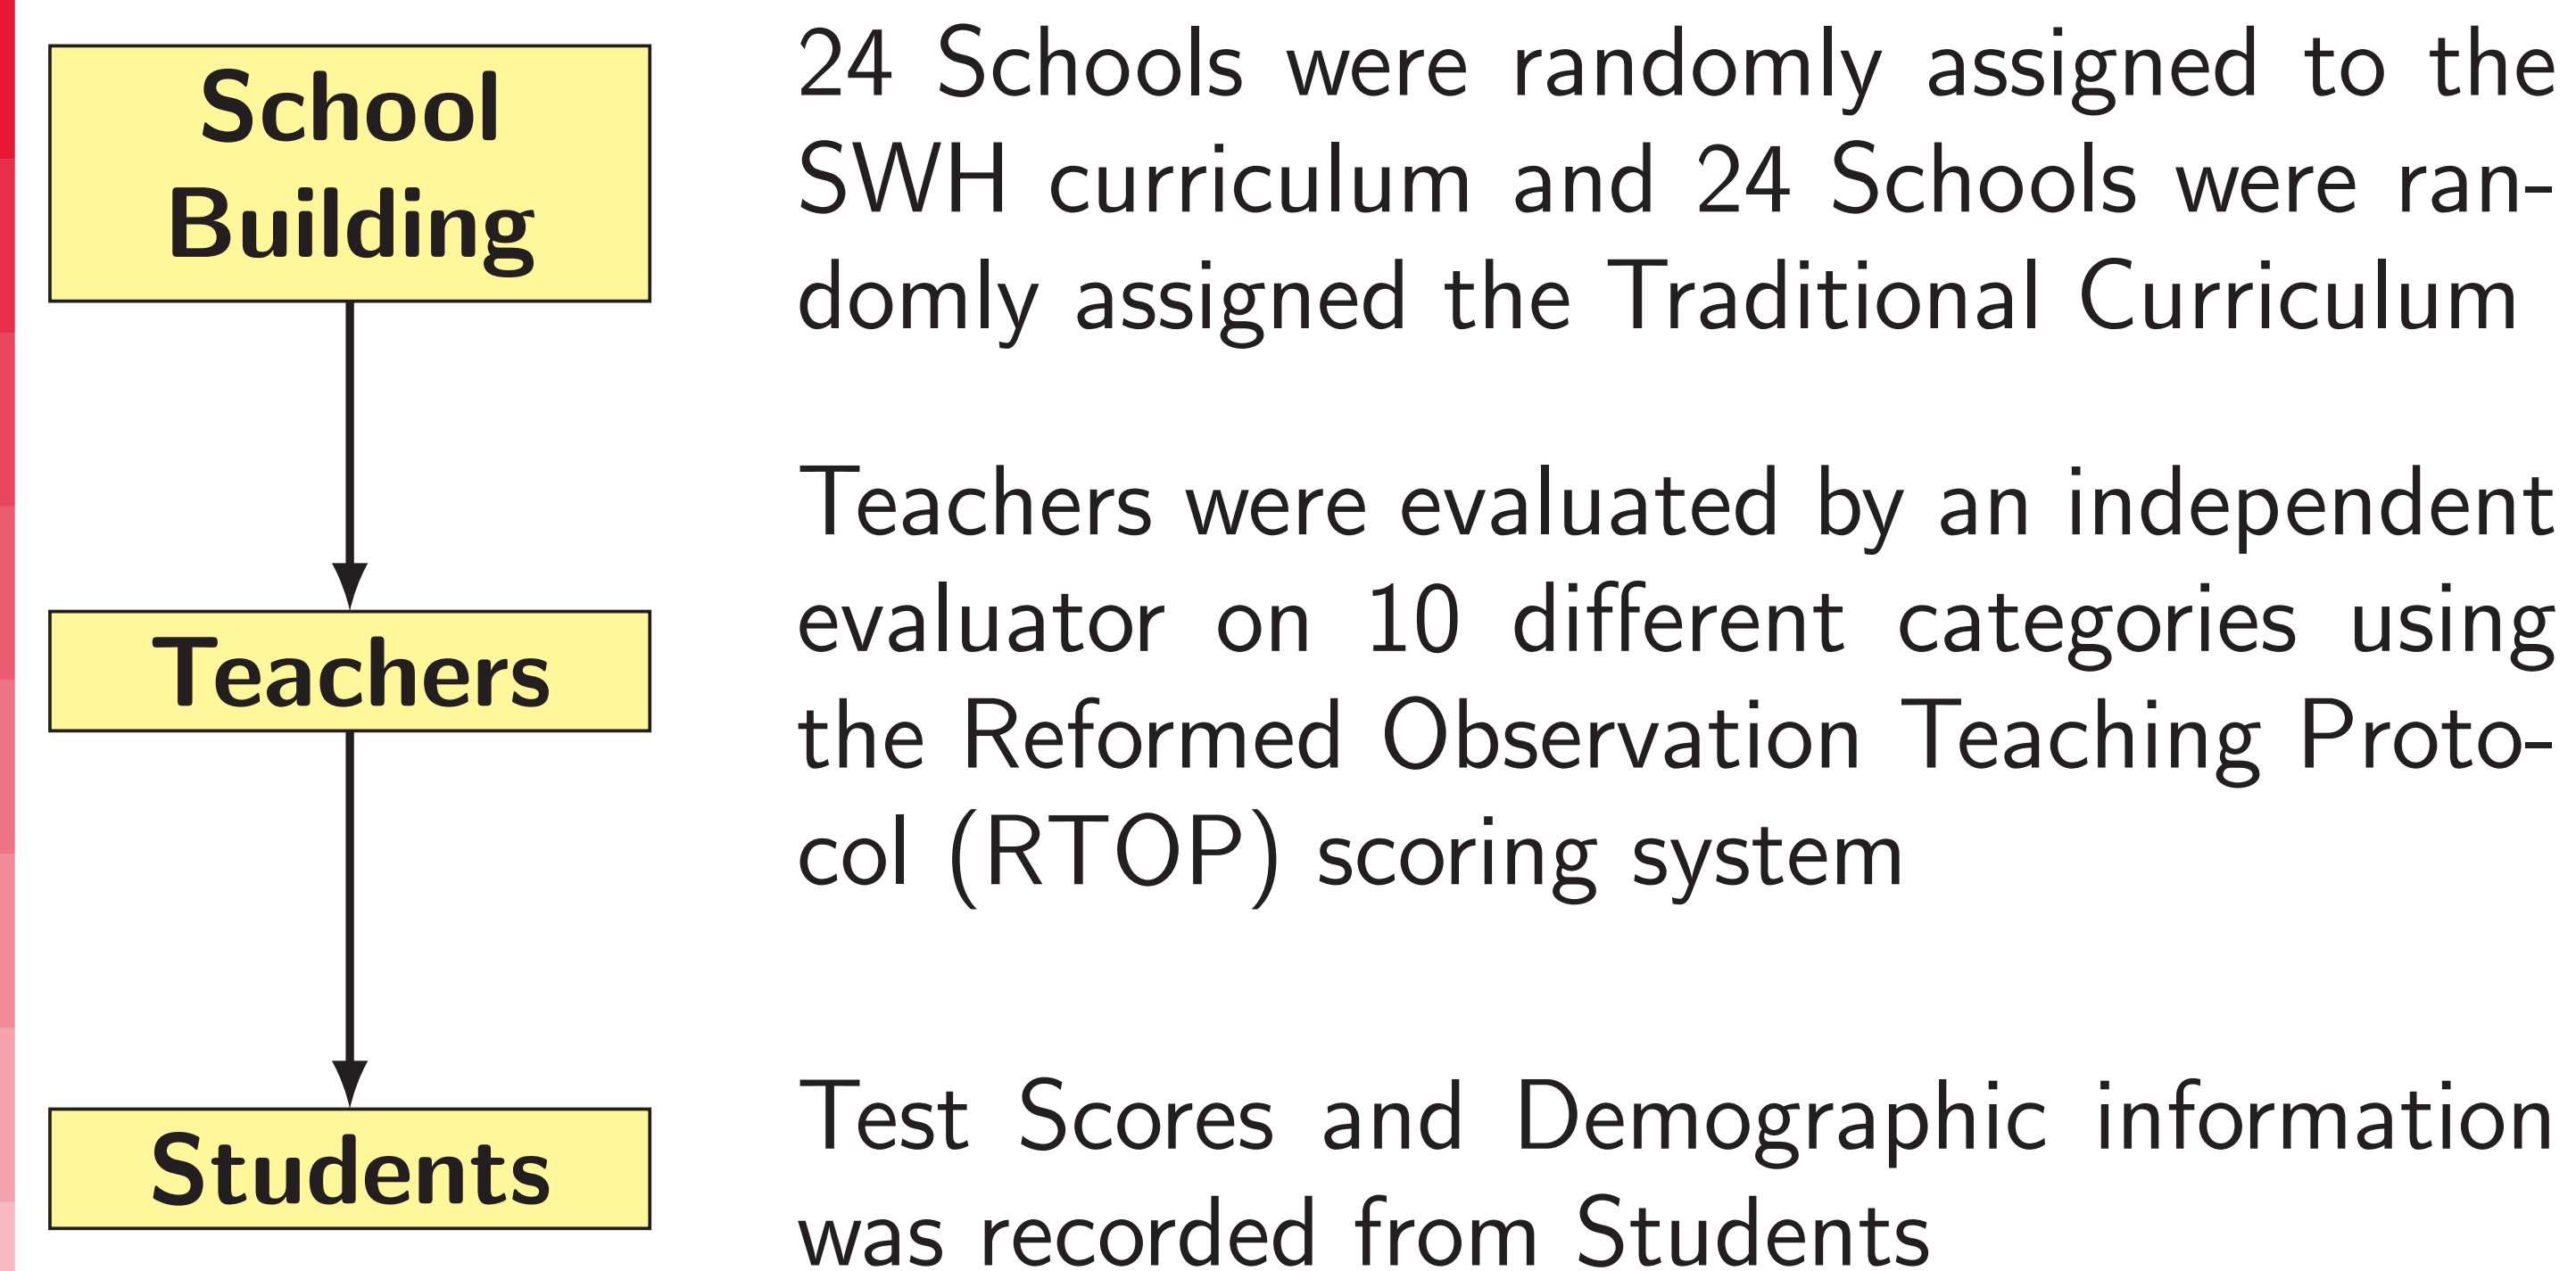 School
Building
24 Schools were randomly assigned to the
SWH curriculum and 24 Schools were ran-
domly assigned the Traditional Curriculum
Teachers
Teachers were evaluated by an independent
evaluator on 10 different categories using
the Reformed Observation Teaching Proto-
col (RTOP) scoring system
Students
Test Scores and Demographic information
was recorded from Students